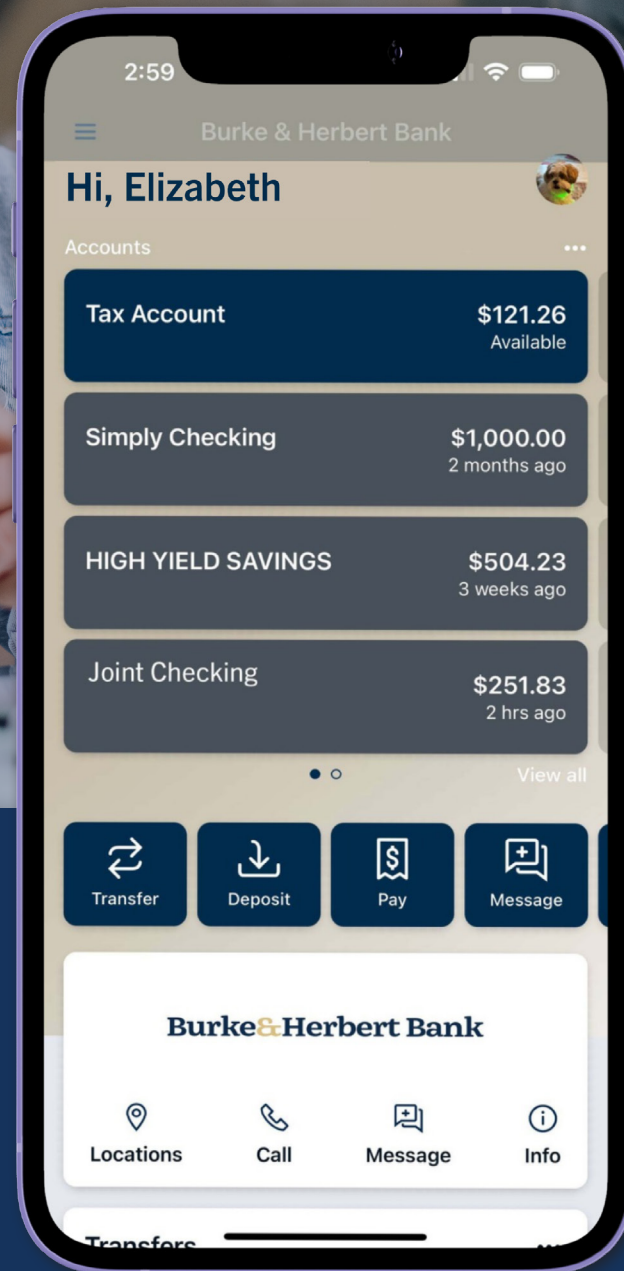 2:59
Burke & Herbert Bank
Hi, Elizabeth
Accounts
Tax Account
$121.26
Available
Simply Checking
$1,000.00
2 months ago
HIGH YIELD SAVINGS
$504.23
3 weeks ago
Joint Checking
$251.83
2 hrs ago
View all
Transfer
Deposit
Pay
Message
Burke&Herbert Bank
Locations
Call
Message
Info
Transfers